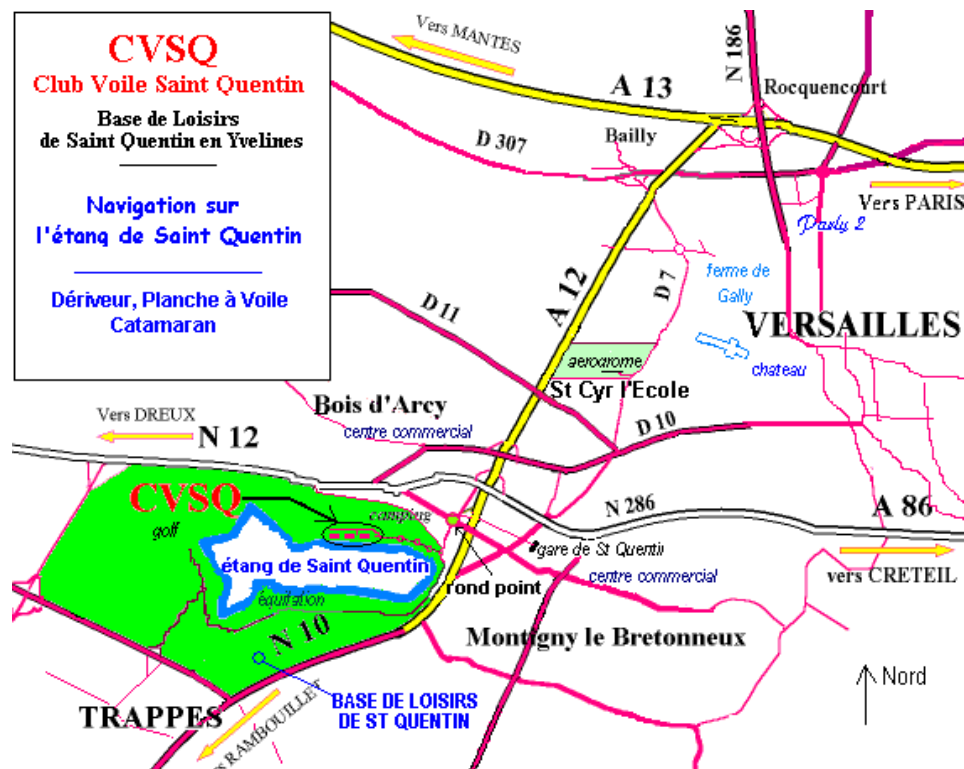 CVSQ
Club Voile Saint Quentin
Base de Loisirs
de Saint Quentin en Yvelines
Navigation sur
l'étang de Saint Quentin
Dériveur, Planche à Voile
Catamaran
Vers MANTES
A 13
N 186
Rocquencourt
Bailly
D 307
Vers PARIS
Parly 2
A 12
D 7
ferme de
Gally
D 11
VERSAILLES
aerodrome
chateau
St Cyr l'Ecole
Bois d'Arcy
Vers DREUX
N 12
centre commercial
D 10
CVSQ
camping
golf
N 286
A 86
gare de St Quentin
étang de Saint Quentin
rond point
centre commercial
vers CRETEIL
équitation
N 10
Montigny le Bretonneux
Nord
BASE DE LOISIRS
DE ST QUENTIN
TRAPPES
RAMBOUILLET